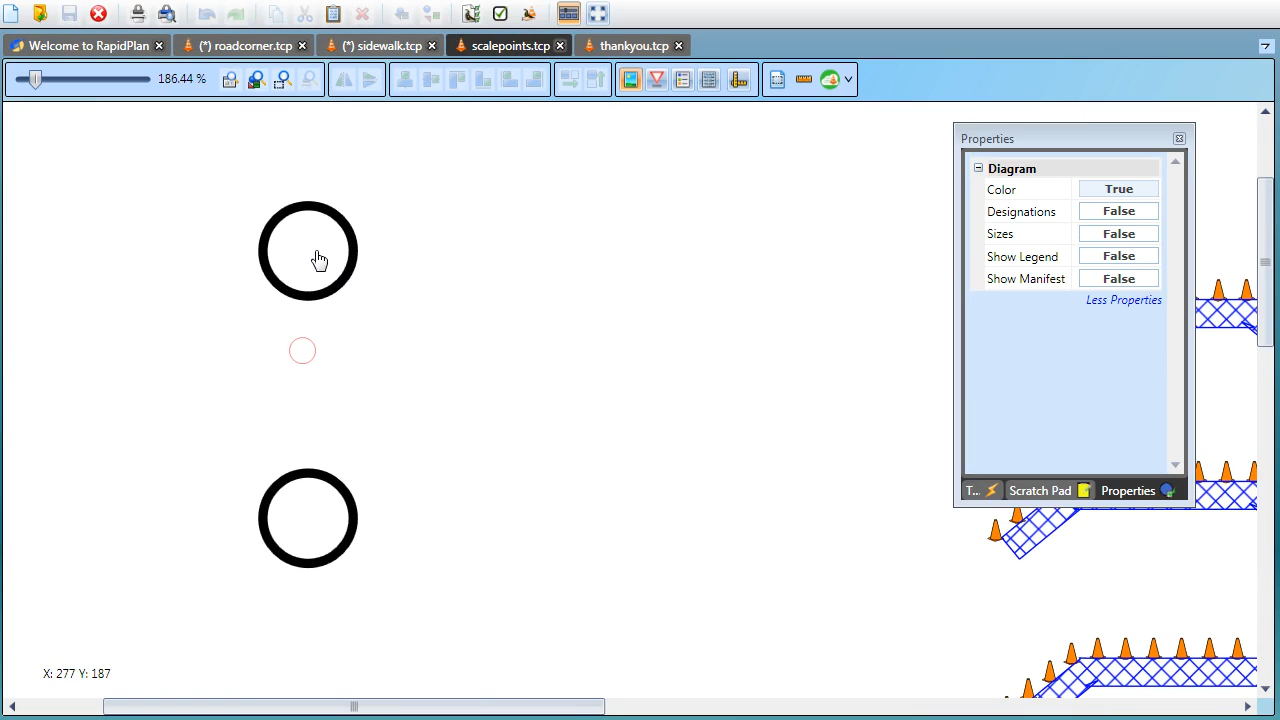 Welcome to RapidPlan
(*) roadcorner.tcp
(*) sidewalk.tcp
scalepoints.tcp
thankyou.tcp
186.44 %
Properties
Diagram
Color True
Designations False
Sizes False
Show Legend False
Show Manifest False
Less Properties
T... Scratch Pad Properties
X: 277 Y: 187